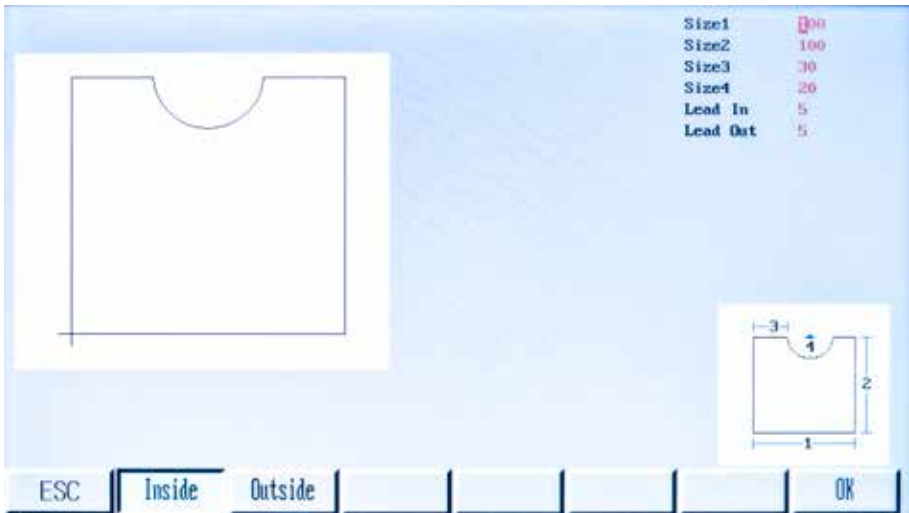 Size1 100
Size2 100
Size3 30
Size4 20
Lead In 5
Lead Out 5
3
4
2
1
ESC Inside Outside OK